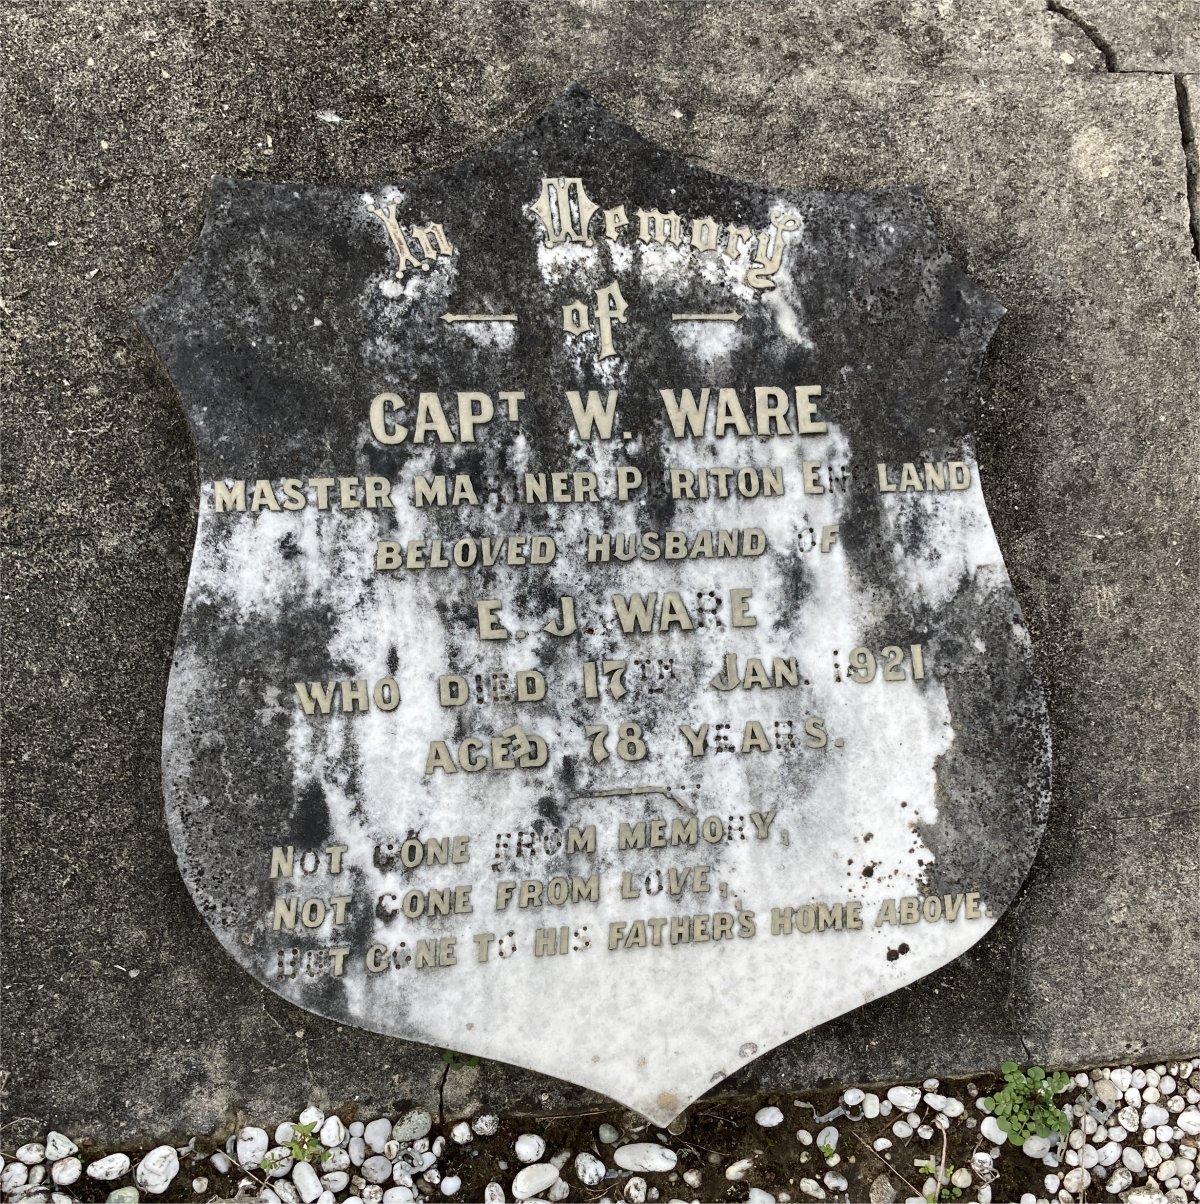 In Memory
of
CAPT W. WARE
MASTER MARINER PURITON ENGLAND
BELOVED HUSBAND OF
E. J. WARE
WHO DIED 17TH JAN. 1921
AGED 78 YEARS.
NOT GONE FROM MEMORY,
NOT GONE FROM LOVE,
BUT GONE TO HIS FATHERS HOME ABOVE.